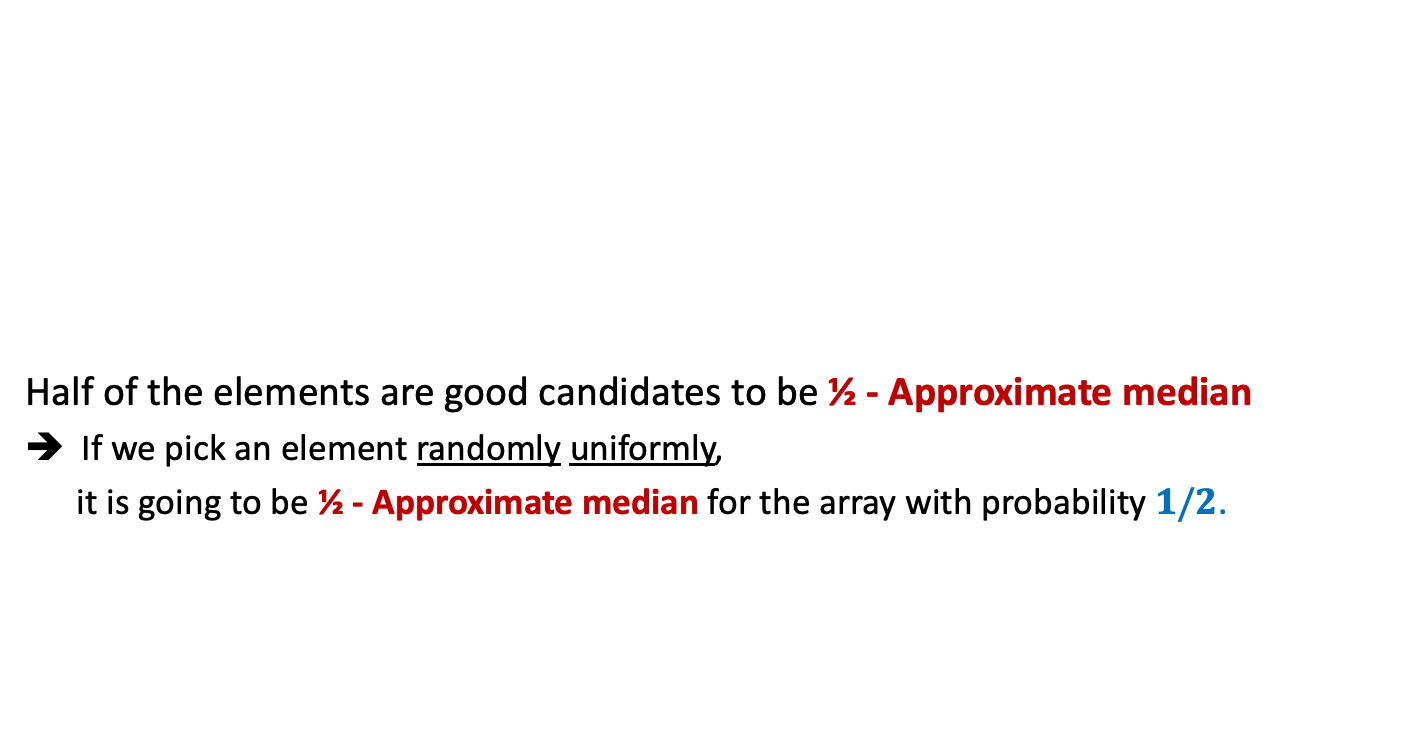 Half of the elements are good candidates to be ½ - Approximate median
➔ If we pick an element randomly uniformly,
it is going to be ½ - Approximate median for the array with probability 1/2.